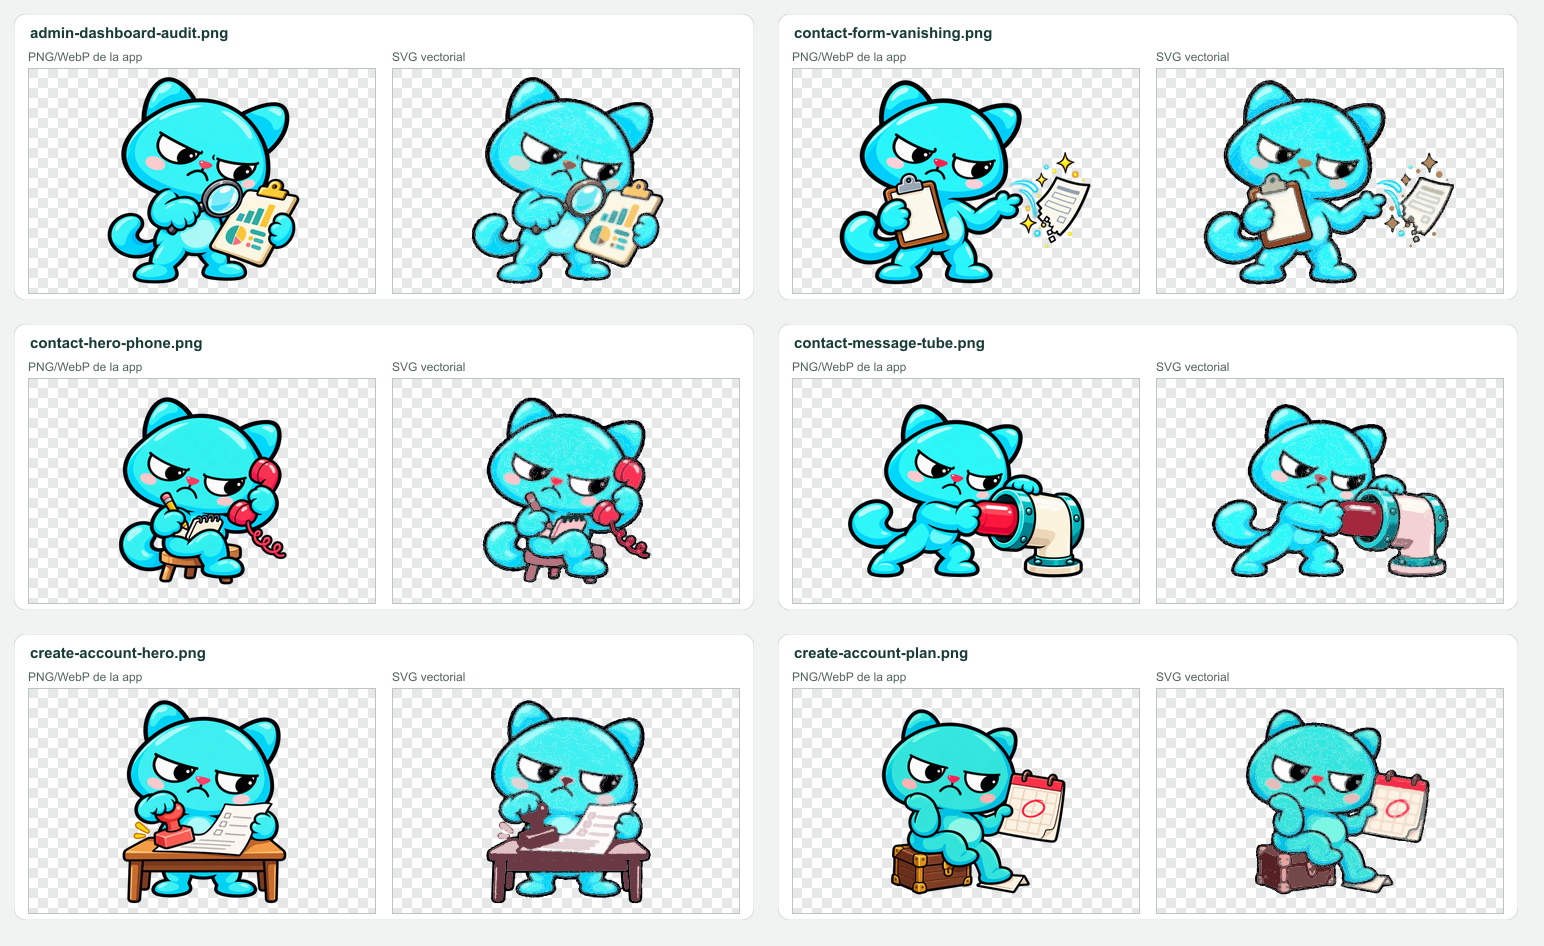 admin-dashboard-audit.png
PNG/WebP de la app
SVG vectorial
contact-form-vanishing.png
PNG/WebP de la app
SVG vectorial
contact-hero-phone.png
PNG/WebP de la app
SVG vectorial
contact-message-tube.png
PNG/WebP de la app
SVG vectorial
create-account-hero.png
PNG/WebP de la app
SVG vectorial
create-account-plan.png
PNG/WebP de la app
SVG vectorial